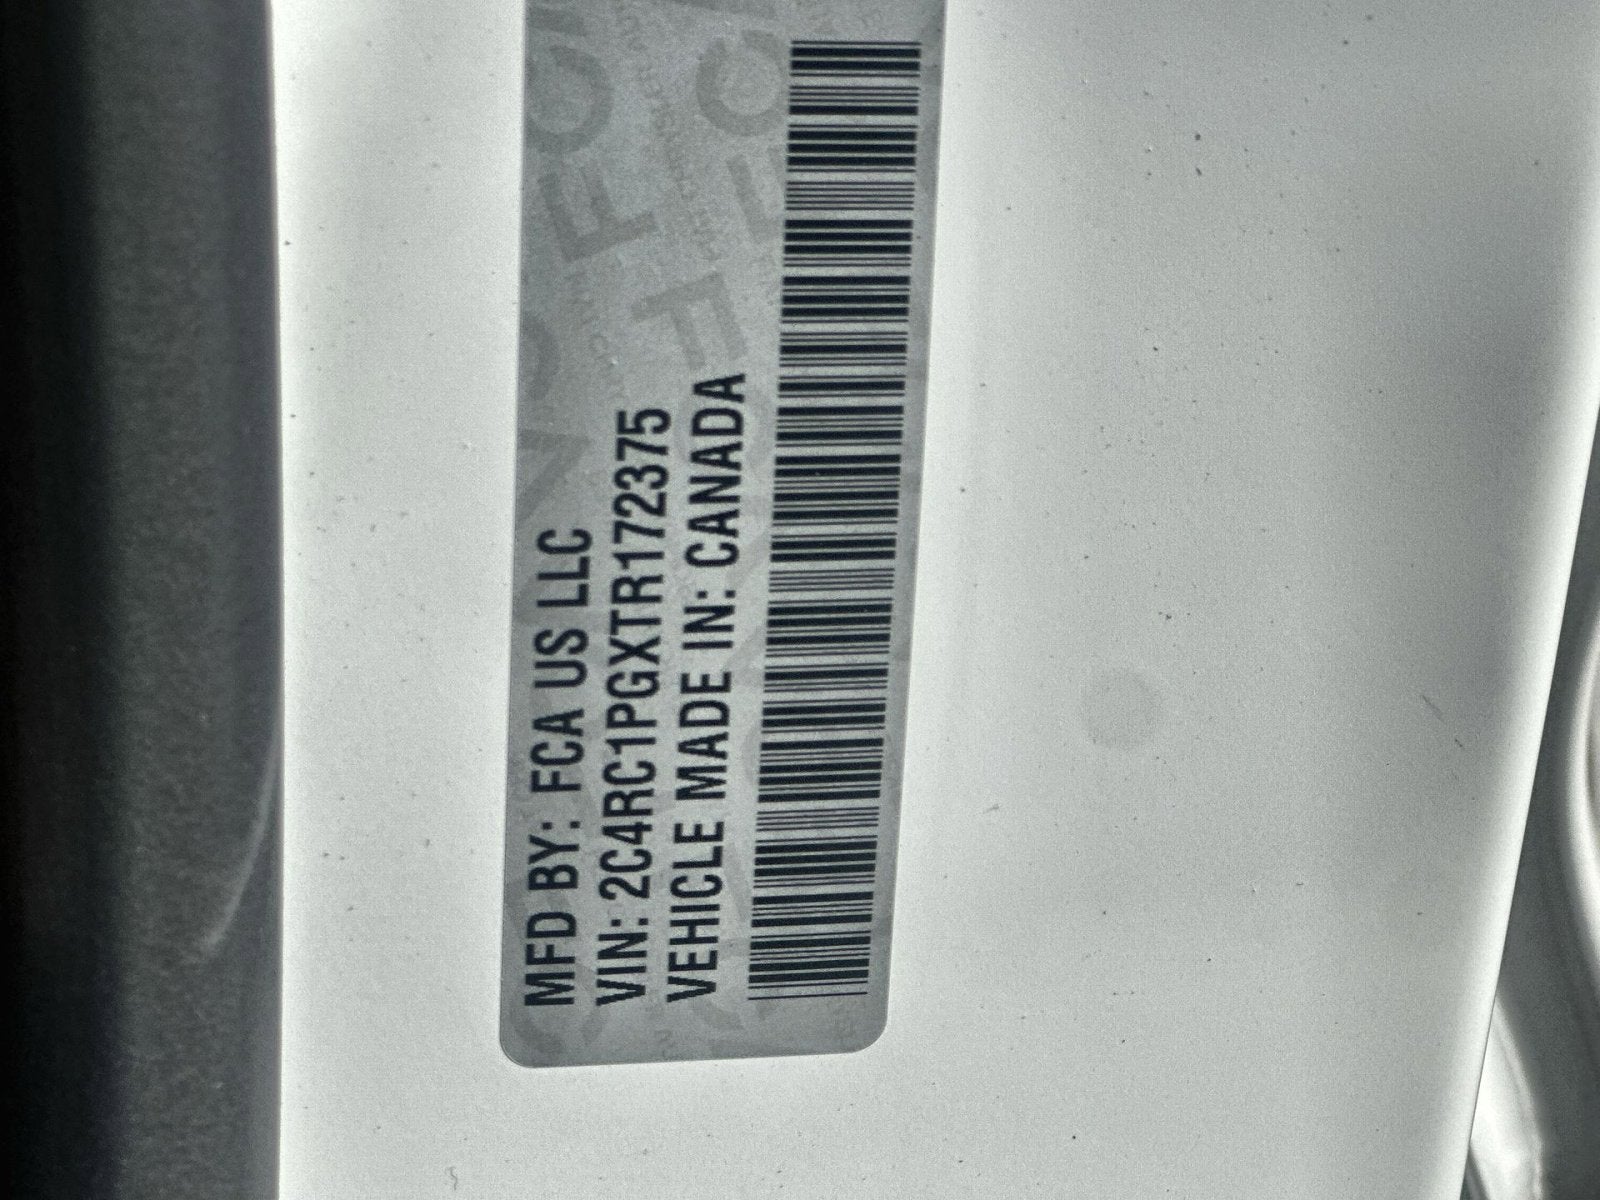 MFD BY: FCA US LLC
VIN: 2C4RC1PGXTR172375
VEHICLE MADE IN: CANADA